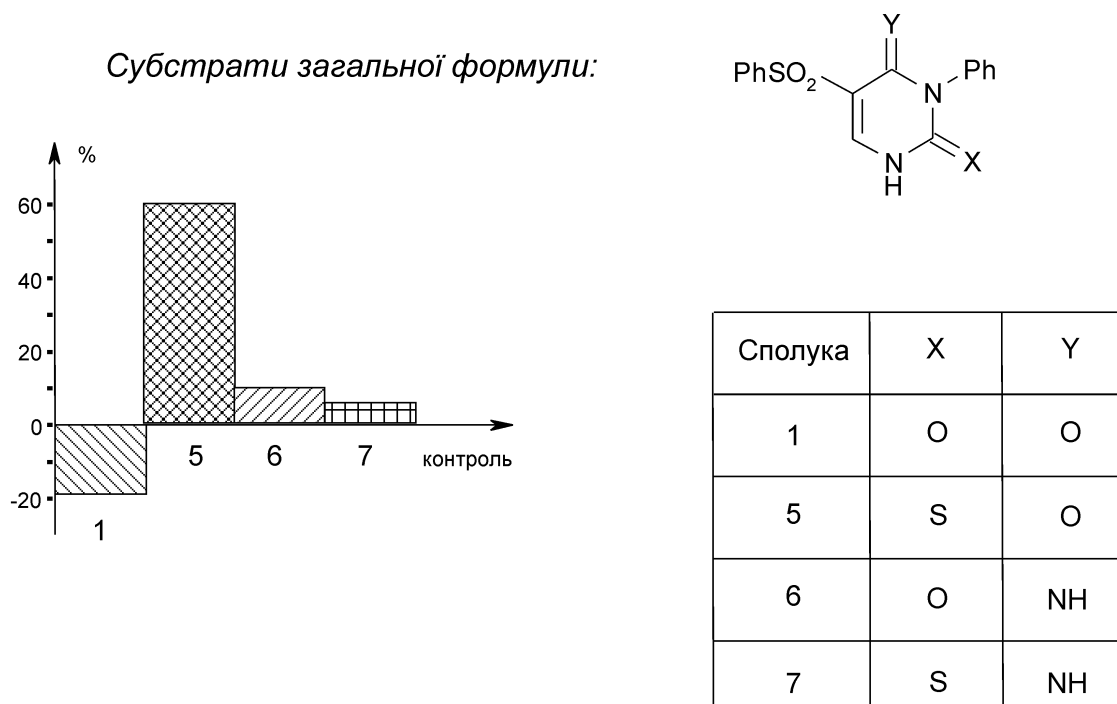 Субстрати загальної формули:
Y
PhSO2
N
Ph
N
H
X
%
60
40
20
0
-20
1
5
6
7
контроль
Сполука X Y
1 O O
5 S O
6 O NH
7 S NH